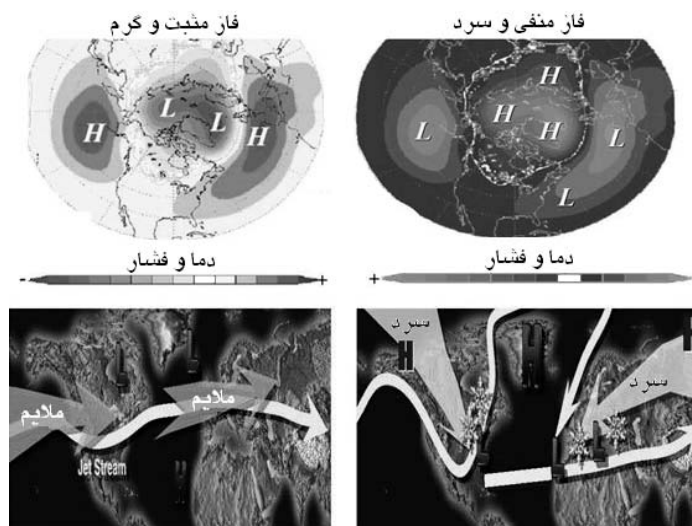 فاز مثبت و گرم
فاز منفی و سرد
H
L
L
H
H
H
H
L
L
L
دما و فشار
- +
دما و فشار
+
ملایم
ملایم
Jet Stream
سرد
H
H
سرد
H